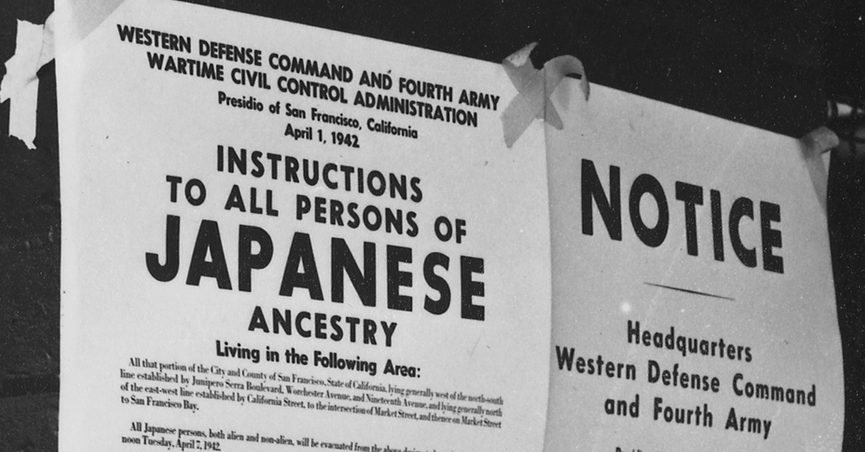 WESTERN DEFENSE COMMAND AND FOURTH ARMY
WARTIME CIVIL CONTROL ADMINISTRATION
Presidio of San Francisco, California
April 1, 1942
INSTRUCTIONS
TO ALL PERSONS OF
JAPANESE
ANCESTRY
Living in the Following Area:
All that portion of the City and County of San Francisco, State of California, lying generally west of the north-south
line established by Junipero Serra Boulevard, Worchester Avenue, and Nineteenth Avenue, and lying generally north
of the east-west line established by California Street, to the intersection of Market Street, and thence on Market Street
to San Francisco Bay.
All Japanese persons, both alien and non-alien, will be evacuated from the above
noon Tuesday, April 7, 1942.
NOTICE
Headquarters
Western Defense Command
and Fourth Army